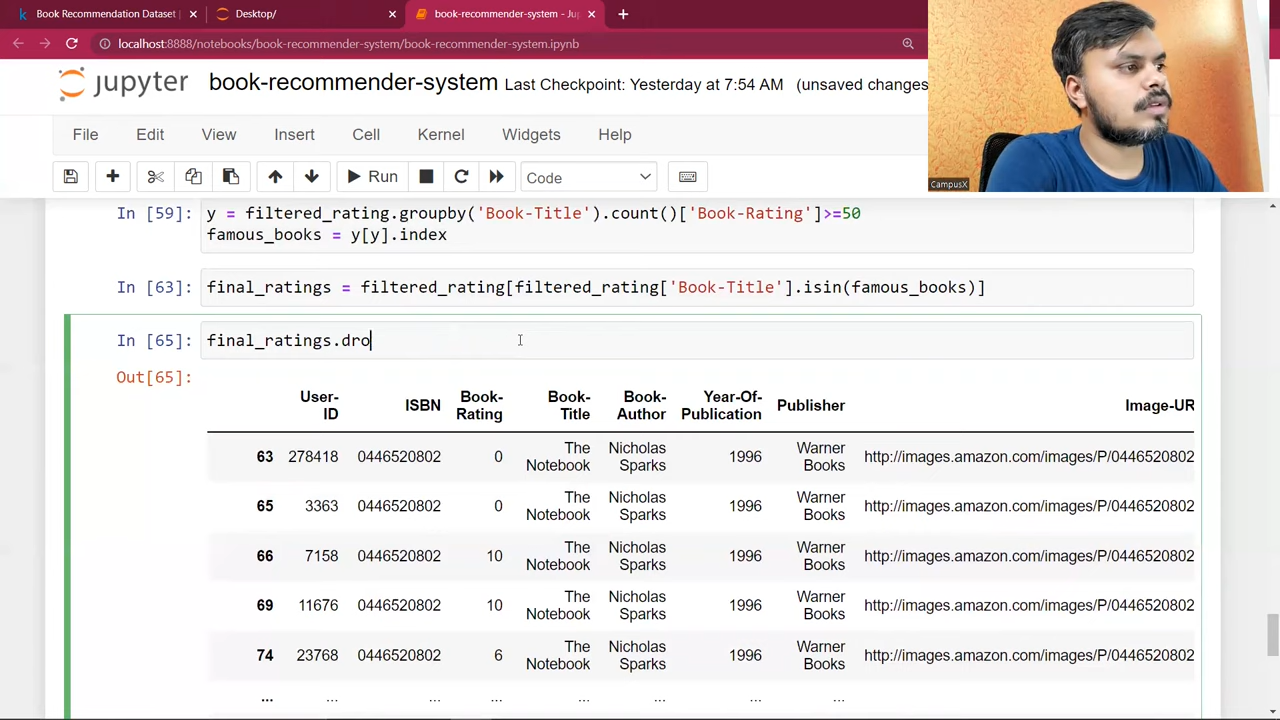 Book Recommendation Dataset |
Desktop/
book-recommender-system - Ju
localhost:8888/notebooks/book-recommender-system/book-recommender-system.ipynb
jupyter book-recommender-system Last Checkpoint: Yesterday at 7:54 AM (unsaved changes
File Edit View Insert Cell Kernel Widgets Help
Run Code
CampusX
In [59]: y = filtered_rating.groupby('Book-Title').count()['Book-Rating']>=50
famous_books = y[y].index
In [63]: final_ratings = filtered_rating[filtered_rating['Book-Title'].isin(famous_books)]
In [65]: final_ratings.dro
Out[65]:
User-ID ISBN Book-Rating Book-Title Book-Author Year-Of-Publication Publisher Image-UR
63 278418 0446520802 0 The Notebook Nicholas Sparks 1996 Warner Books http://images.amazon.com/images/P/0446520802
65 3363 0446520802 0 The Notebook Nicholas Sparks 1996 Warner Books http://images.amazon.com/images/P/0446520802
66 7158 0446520802 10 The Notebook Nicholas Sparks 1996 Warner Books http://images.amazon.com/images/P/0446520802
69 11676 0446520802 10 The Notebook Nicholas Sparks 1996 Warner Books http://images.amazon.com/images/P/0446520802
74 23768 0446520802 6 The Notebook Nicholas Sparks 1996 Warner Books http://images.amazon.com/images/P/0446520802
... ... ... ... ... ... ... ...